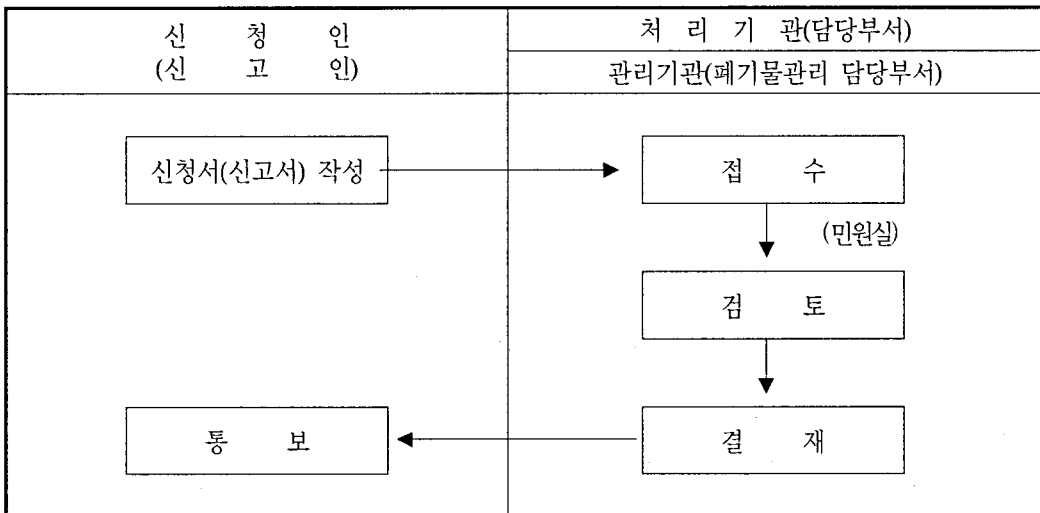 신 청 인
(신 고 인)
처 리 기 관(담당부서)
관리기관(폐기물관리 담당부서)
신청서(신고서) 작성
접 수
(민원실)
검 토
통 보
결 재